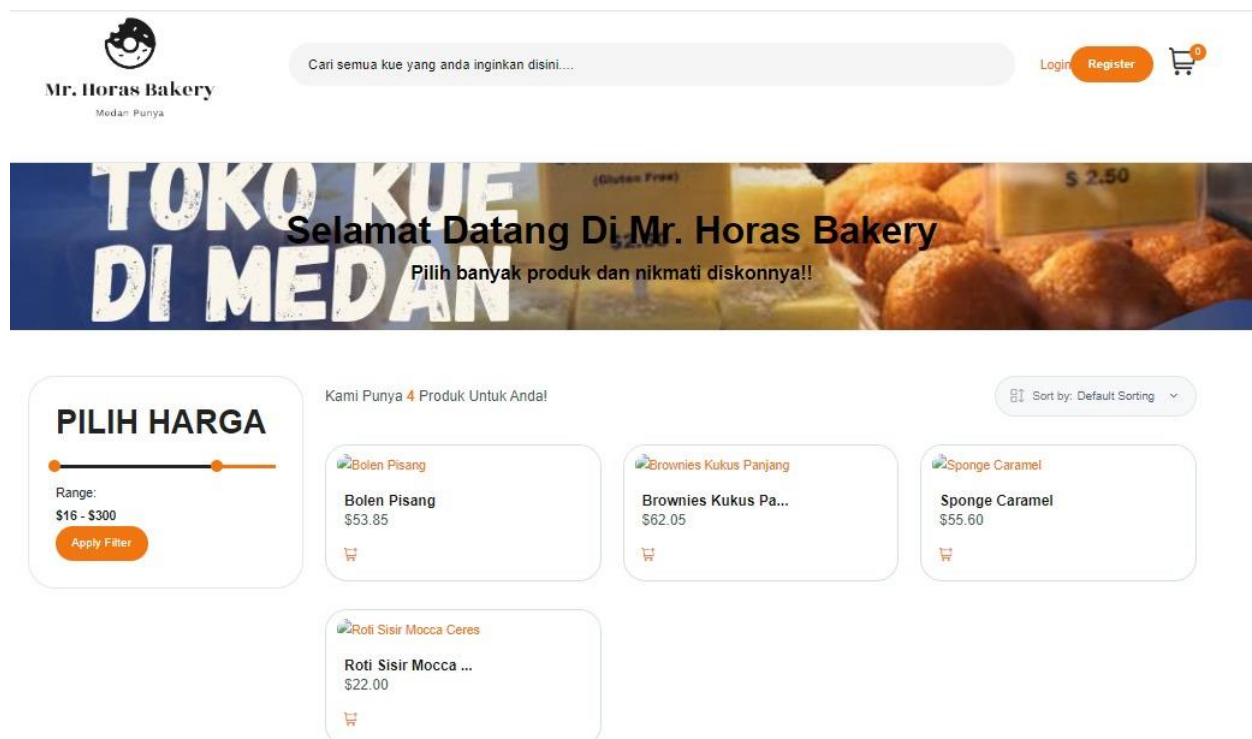 Mr. Horas Bakery
Medan Punya
Cari semua kue yang anda inginkan disini....
Login
Register
0
TOKO KUE
DI MEDAN
(Gluten Free)
$ 2.50
Selamat Datang Di Mr. Horas Bakery
Pilih banyak produk dan nikmati diskonnya!!
PILIH HARGA
Range:
$16 - $300
Apply Filter
Kami Punya 4 Produk Untuk Anda!
Sort by: Default Sorting
Bolen Pisang
Bolen Pisang
$53.85
Brownies Kukus Panjang
Brownies Kukus Pa...
$62.05
Sponge Caramel
Sponge Caramel
$55.60
Roti Sisir Mocca Ceres
Roti Sisir Mocca ...
$22.00